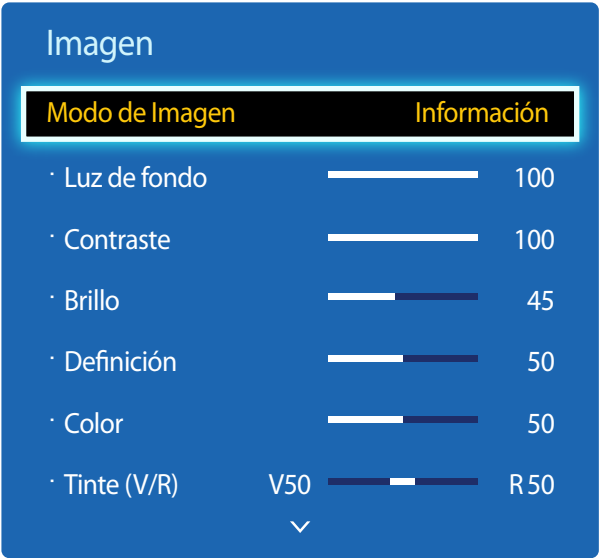 Imagen
Modo de Imagen Información
· Luz de fondo 100
· Contraste 100
· Brillo 45
· Definición 50
· Color 50
· Tinte (V/R) V50 R50